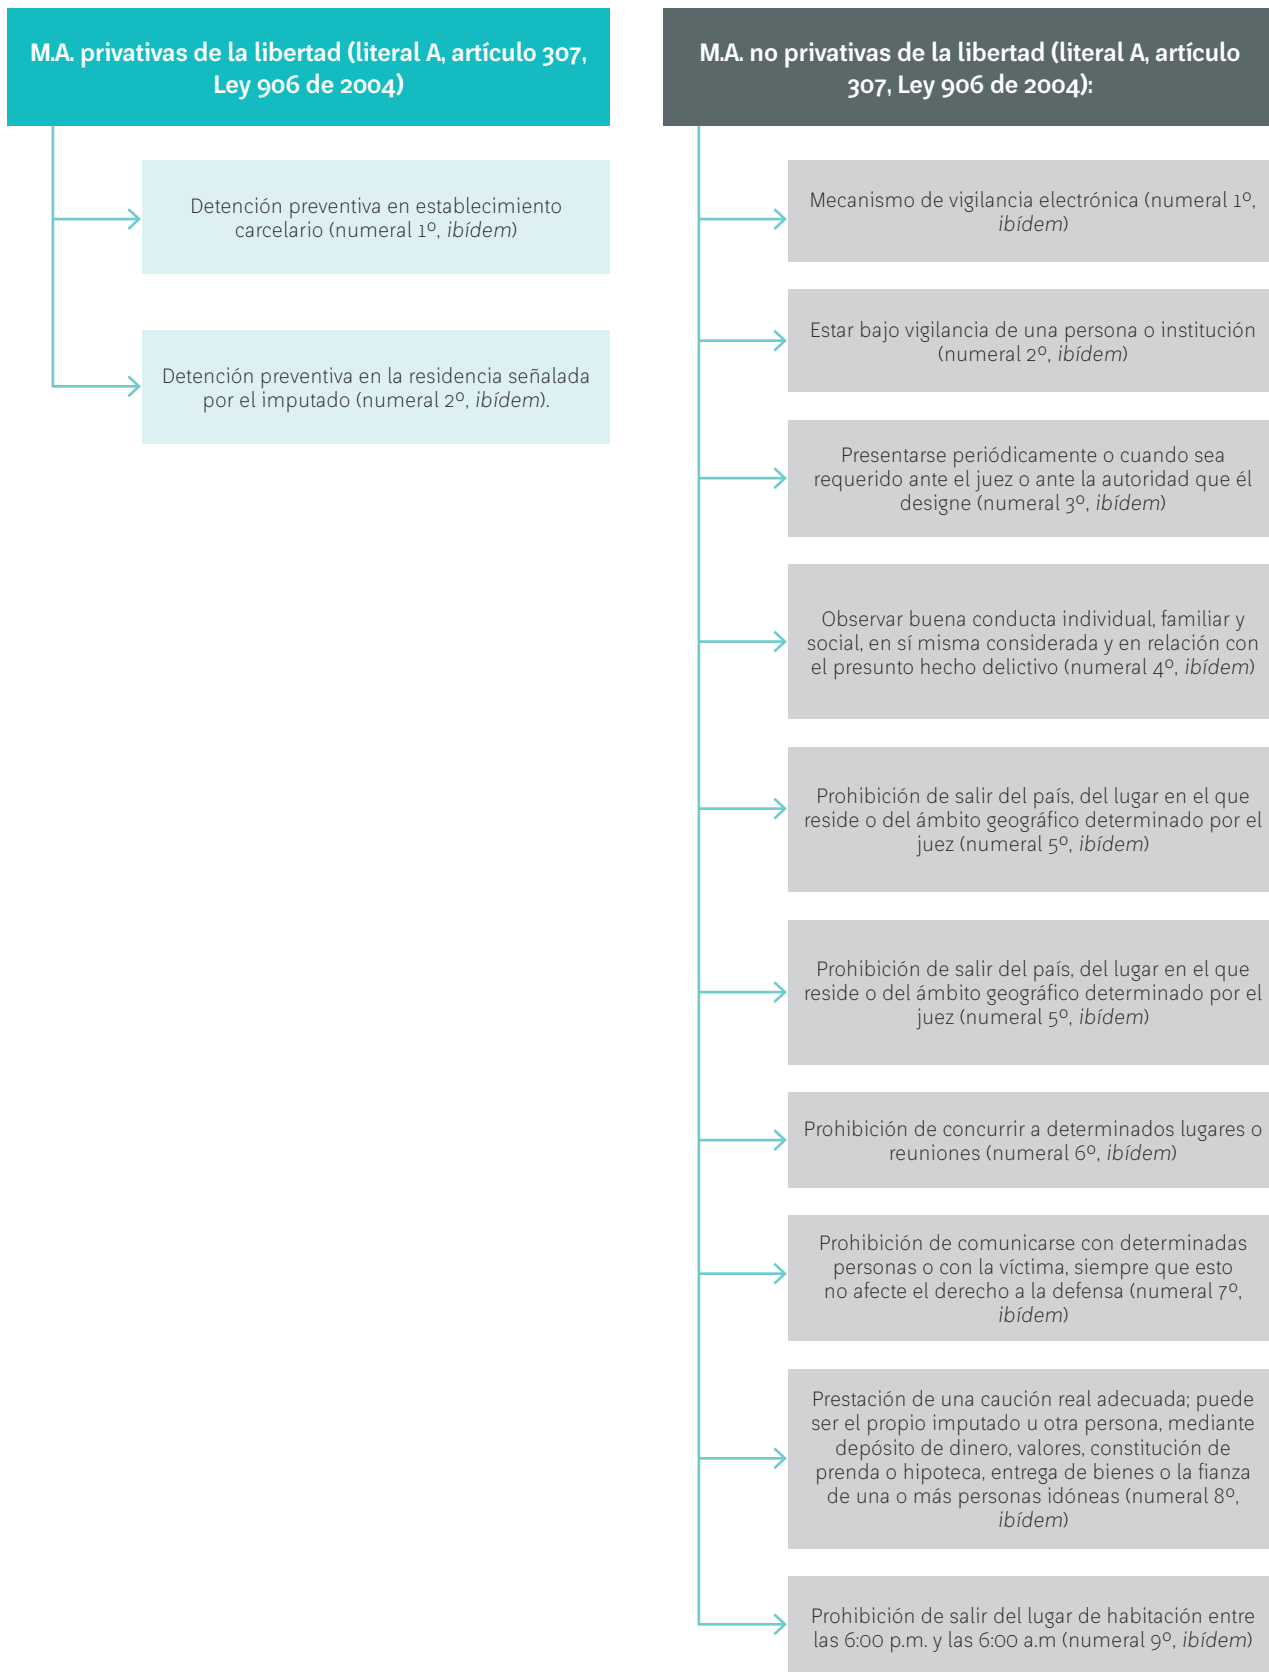 M.A. privativas de la libertad (literal A, artículo 307,
Ley 906 de 2004)
Detención preventiva en establecimiento
carcelario (numeral 1º, ibídem)
Detención preventiva en la residencia señalada
por el imputado (numeral 2º, ibídem).
M.A. no privativas de la libertad (literal A, artículo
307, Ley 906 de 2004):
Mecanismo de vigilancia electrónica (numeral 1º,
ibídem)
Estar bajo vigilancia de una persona o institución
(numeral 2º, ibídem)
Presentarse periódicamente o cuando sea
requerido ante el juez o ante la autoridad que él
designe (numeral 3º, ibídem)
Observar buena conducta individual, familiar y
social, en sí misma considerada y en relación con
el presunto hecho delictivo (numeral 4º, ibídem)
Prohibición de salir del país, del lugar en el que
reside o del ámbito geográfico determinado por el
juez (numeral 5º, ibídem)
Prohibición de salir del país, del lugar en el que
reside o del ámbito geográfico determinado por el
juez (numeral 5º, ibídem)
Prohibición de concurrir a determinados lugares o
reuniones (numeral 6º, ibídem)
Prohibición de comunicarse con determinadas
personas o con la víctima, siempre que esto
no afecte el derecho a la defensa (numeral 7º,
ibídem)
Prestación de una caución real adecuada; puede
ser el propio imputado u otra persona, mediante
depósito de dinero, valores, constitución de
prenda o hipoteca, entrega de bienes o la fianza
de una o más personas idóneas (numeral 8º,
ibídem)
Prohibición de salir del lugar de habitación entre
las 6:00 p.m. y las 6:00 a.m (numeral 9º, ibídem)